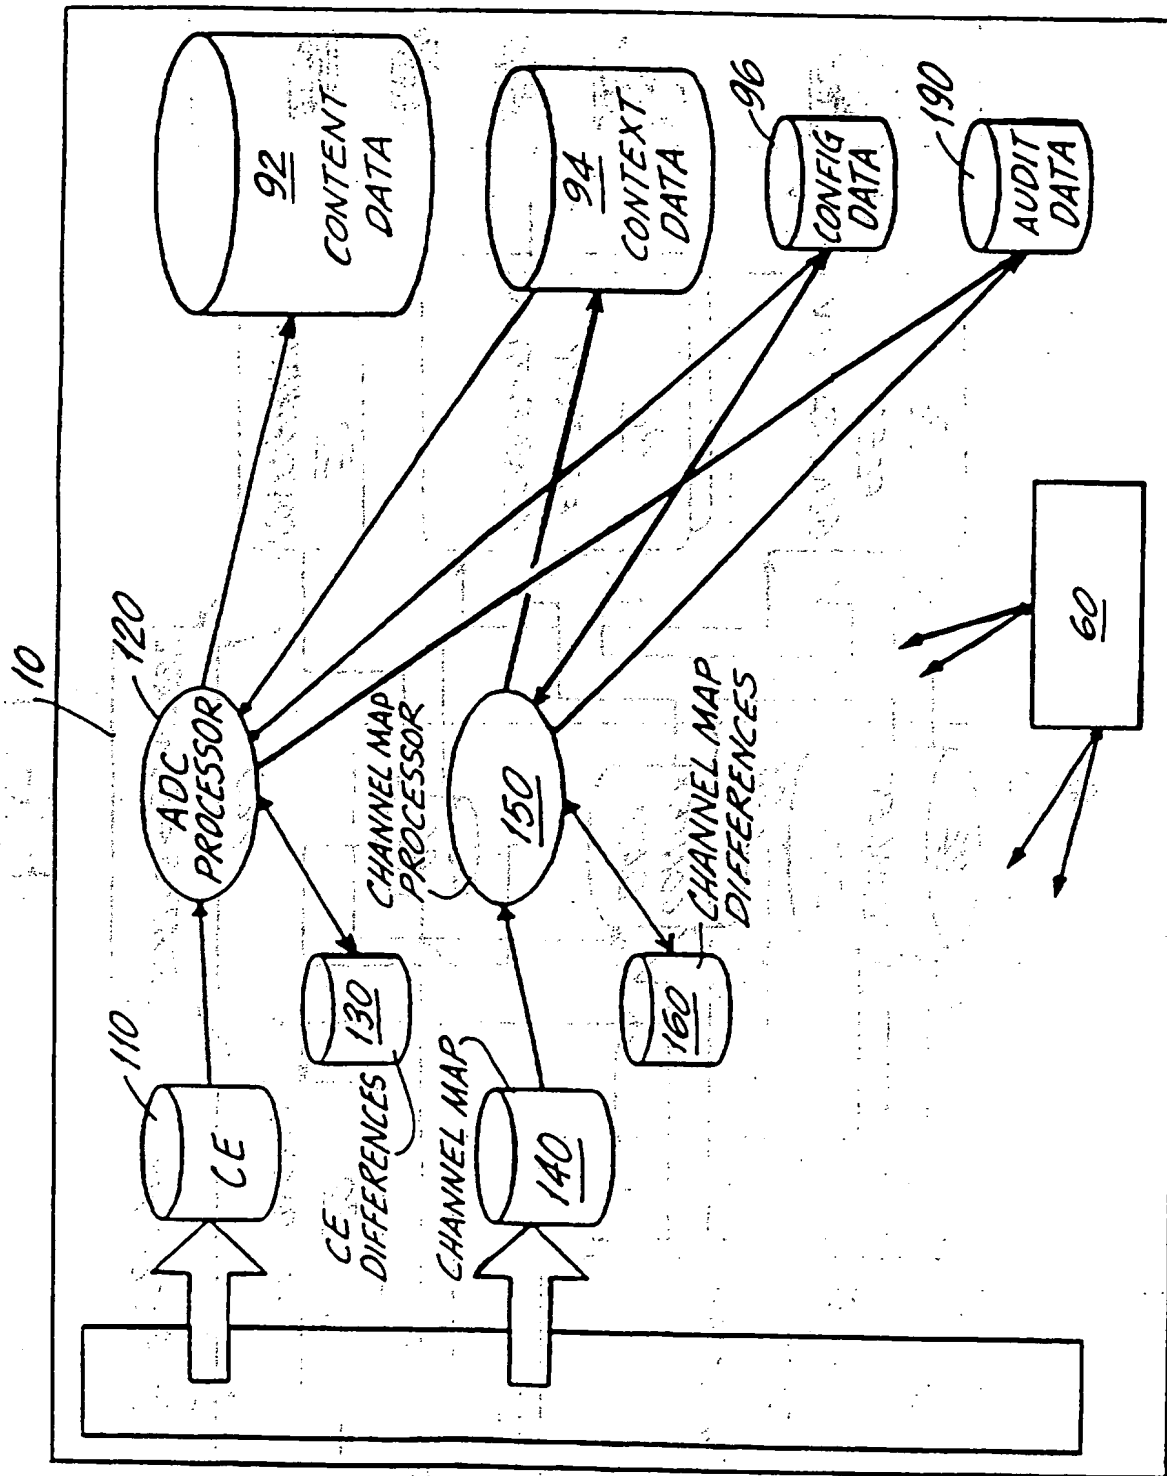 10
110
CE
120
ADC
PROCESSOR
92
CONTENT
DATA
CE
DIFFERENCES
130
CHANNEL MAP
140
CHANNEL MAP
PROCESSOR
150
94
CONTEXT
DATA
160
CHANNEL MAP
DIFFERENCES
96
CONFIG
DATA
190
AUDIT
DATA
60